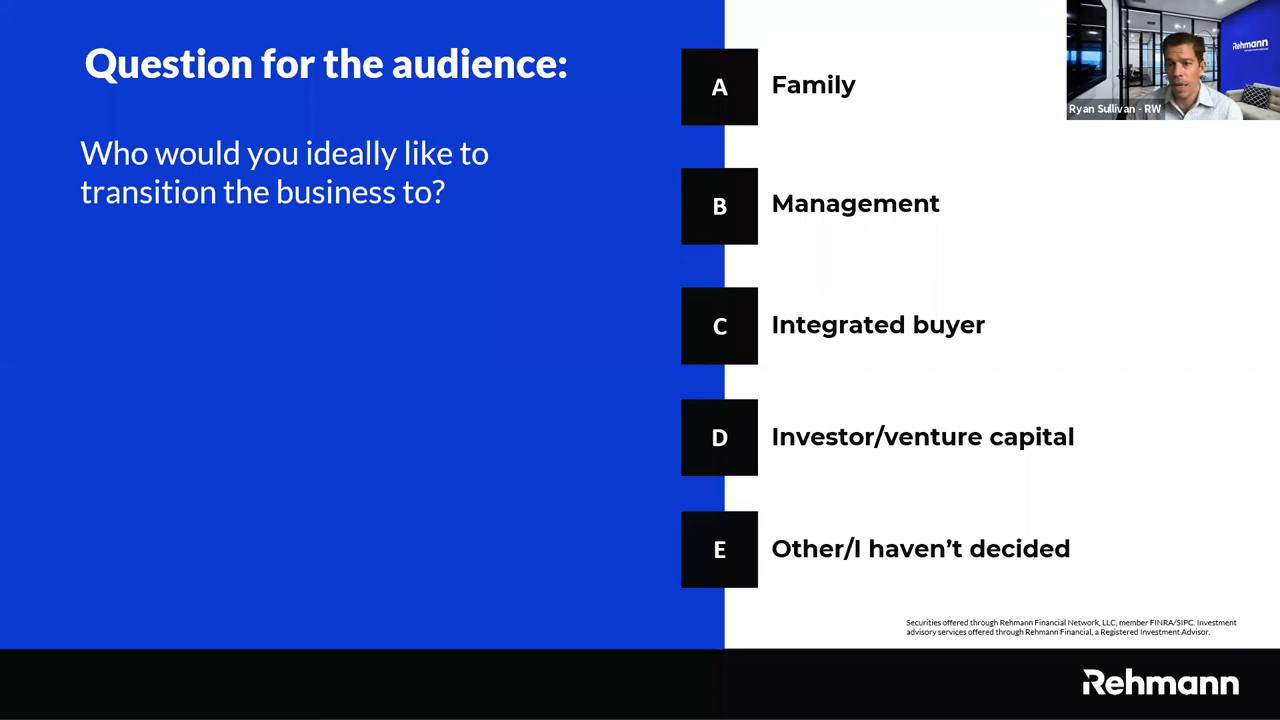 Question for the audience:
Who would you ideally like to
transition the business to?
A
Family
B
Management
C
Integrated buyer
D
Investor/venture capital
E
Other/I haven’t decided
Rehmann
Ryan Sullivan - RW
Securities offered through Rehmann Financial Network, LLC, member FINRA/SIPC. Investment
advisory services offered through Rehmann Financial, a Registered Investment Advisor.
Rehmann